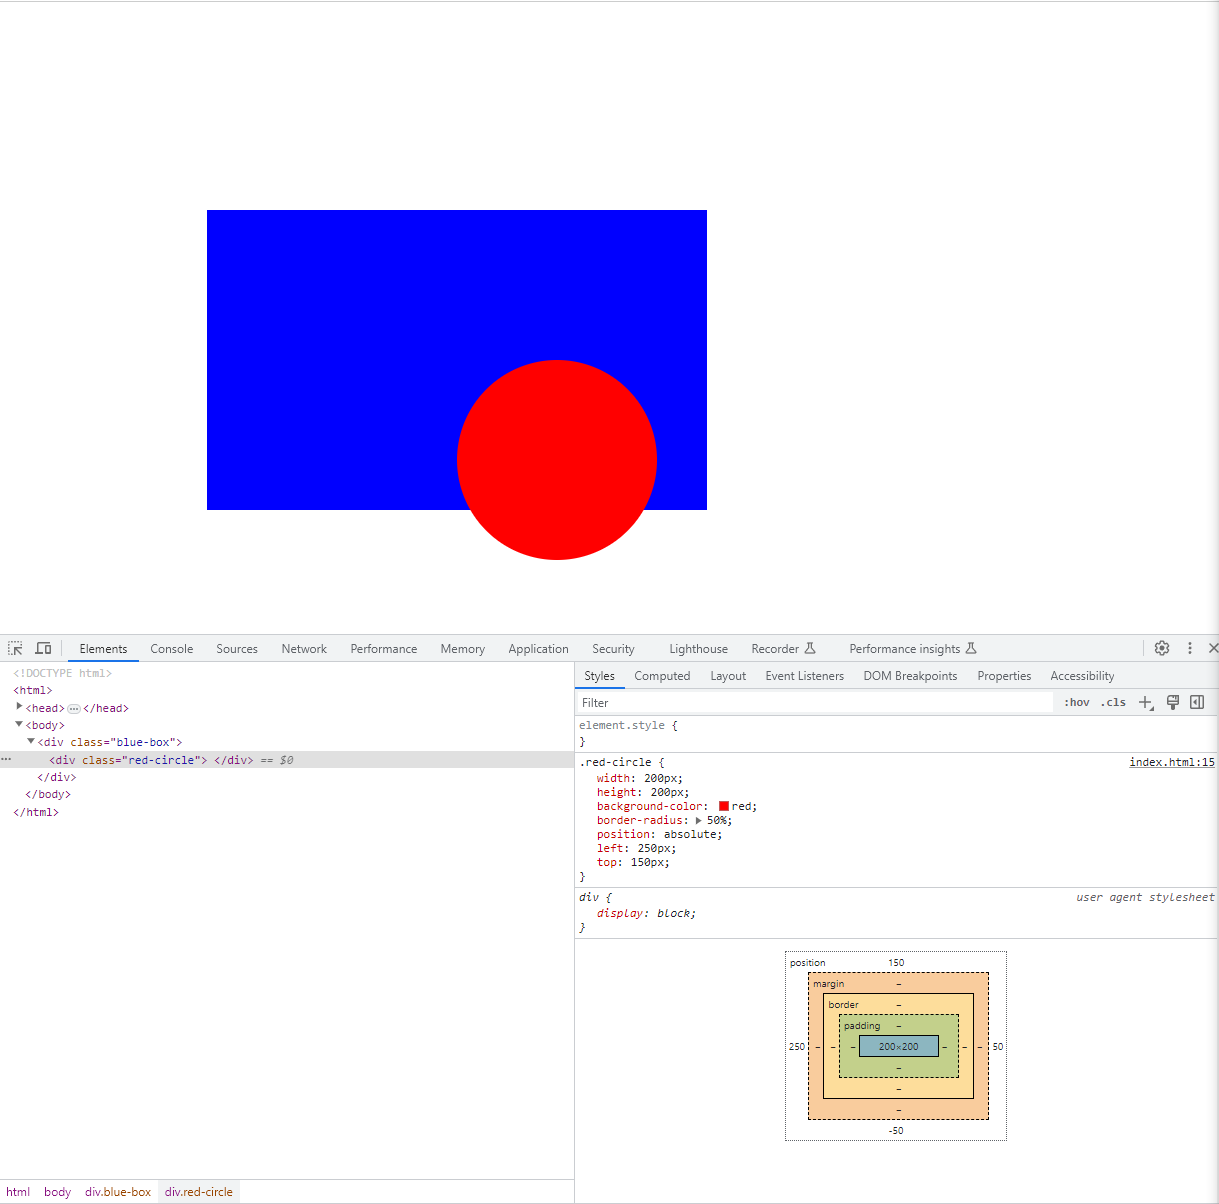 Elements Console Sources Network Performance Memory Application Security Lighthouse Recorder Performance insights
<!DOCTYPE html>
<html>
<head> ... </head>
<body>
<div class="blue-box">
... <div class="red-circle"> </div> == $0
</div>
</body>
</html>
html body div.blue-box div.red-circle
Styles Computed Layout Event Listeners DOM Breakpoints Properties Accessibility
Filter :hov .cls
element.style {
}
.red-circle { index.html:15
width: 200px;
height: 200px;
background-color: red;
border-radius: 50%;
position: absolute;
left: 250px;
top: 150px;
}
div { user agent stylesheet
display: block;
}
position 150
margin –
border –
padding –
250 – – – 200×200 – – – 50
–
–
–
-50